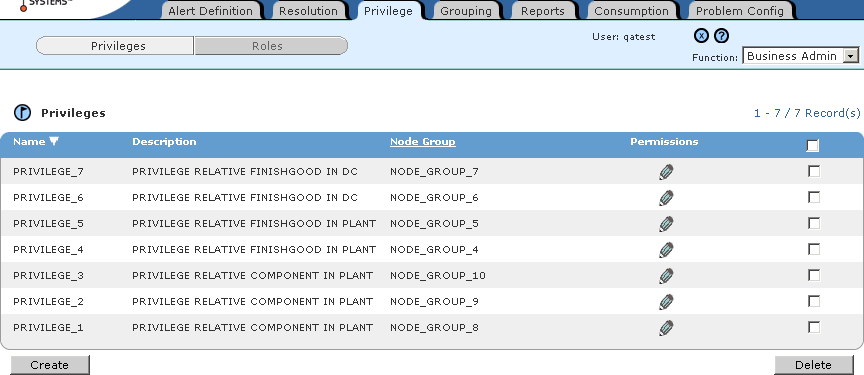 SYSTEMS
Alert Definition Resolution Privilege Grouping Reports Consumption Problem Config
Privileges Roles
User: qatest
Function: Business Admin
Privileges
1 - 7 / 7 Record(s)
Name Description Node Group Permissions
PRIVILEGE_7 PRIVILEGE RELATIVE FINISHGOOD IN DC NODE_GROUP_7
PRIVILEGE_6 PRIVILEGE RELATIVE FINISHGOOD IN DC NODE_GROUP_6
PRIVILEGE_5 PRIVILEGE RELATIVE FINISHGOOD IN PLANT NODE_GROUP_5
PRIVILEGE_4 PRIVILEGE RELATIVE FINISHGOOD IN PLANT NODE_GROUP_4
PRIVILEGE_3 PRIVILEGE RELATIVE COMPONENT IN PLANT NODE_GROUP_10
PRIVILEGE_2 PRIVILEGE RELATIVE COMPONENT IN PLANT NODE_GROUP_9
PRIVILEGE_1 PRIVILEGE RELATIVE COMPONENT IN PLANT NODE_GROUP_8
Create Delete